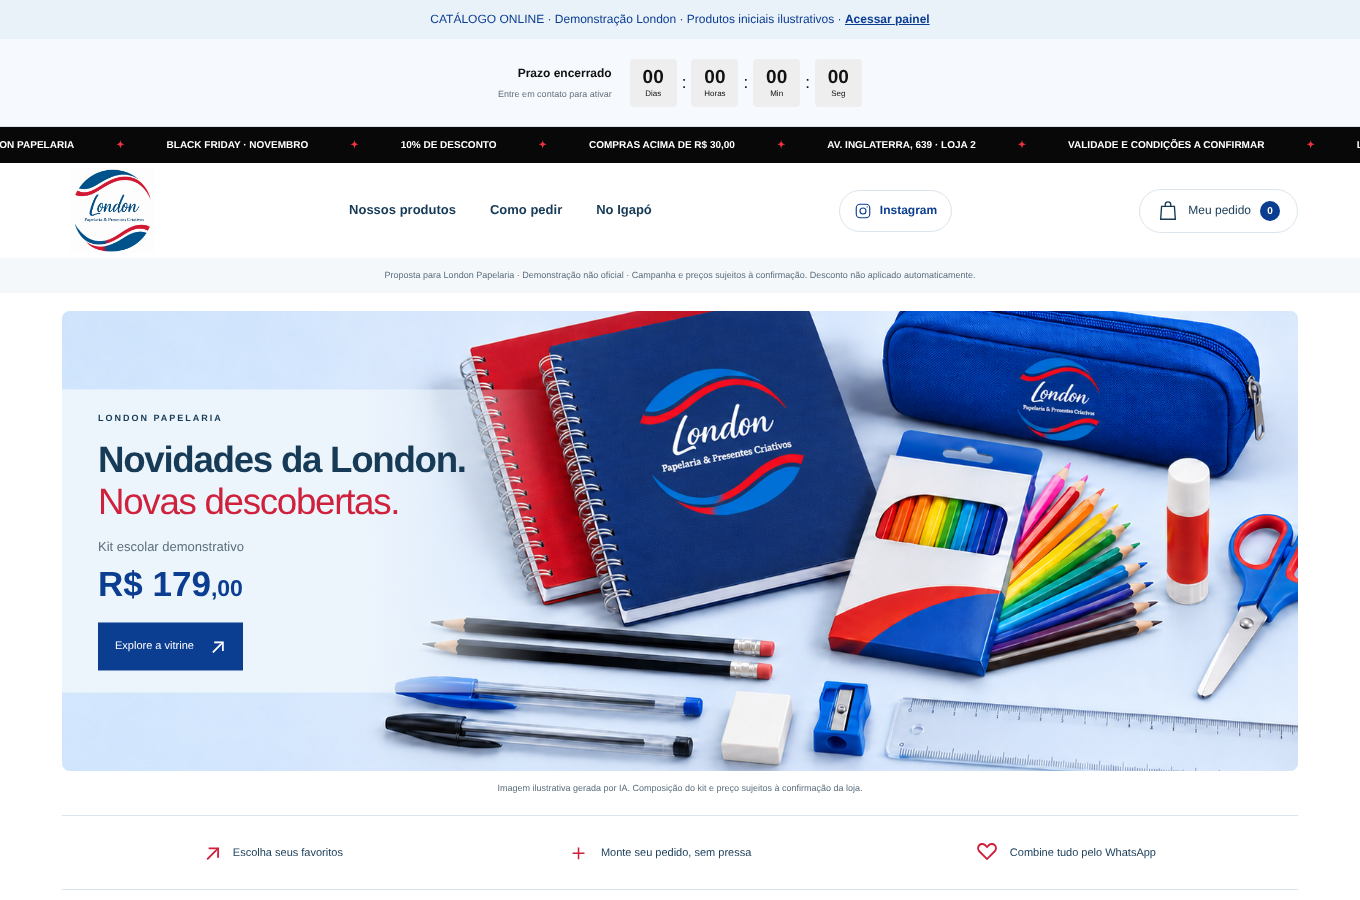 CATÁLOGO ONLINE · Demonstração London · Produtos iniciais ilustrativos · Acessar painel
Prazo encerrado
Entre em contato para ativar
00 : 00 : 00 : 00
Dias Horas Min Seg
ON PAPELARIA ✦ BLACK FRIDAY · NOVEMBRO ✦ 10% DE DESCONTO ✦ COMPRAS ACIMA DE R$ 30,00 ✦ AV. INGLATERRA, 639 · LOJA 2 ✦ VALIDADE E CONDIÇÕES A CONFIRMAR ✦ L
London
Papelaria & Presentes Criativos
Nossos produtos
Como pedir
No Igapó
Instagram
Meu pedido 0
Proposta para London Papelaria · Demonstração não oficial · Campanha e preços sujeitos à confirmação. Desconto não aplicado automaticamente.
LONDON PAPELARIA
Novidades da London.
Novas descobertas.
Kit escolar demonstrativo
R$ 179,00
Explore a vitrine
London
Papelaria & Presentes Criativos
London
Papelaria & Presentes Criativos
Imagem ilustrativa gerada por IA. Composição do kit e preço sujeitos à confirmação da loja.
Escolha seus favoritos
Monte seu pedido, sem pressa
Combine tudo pelo WhatsApp